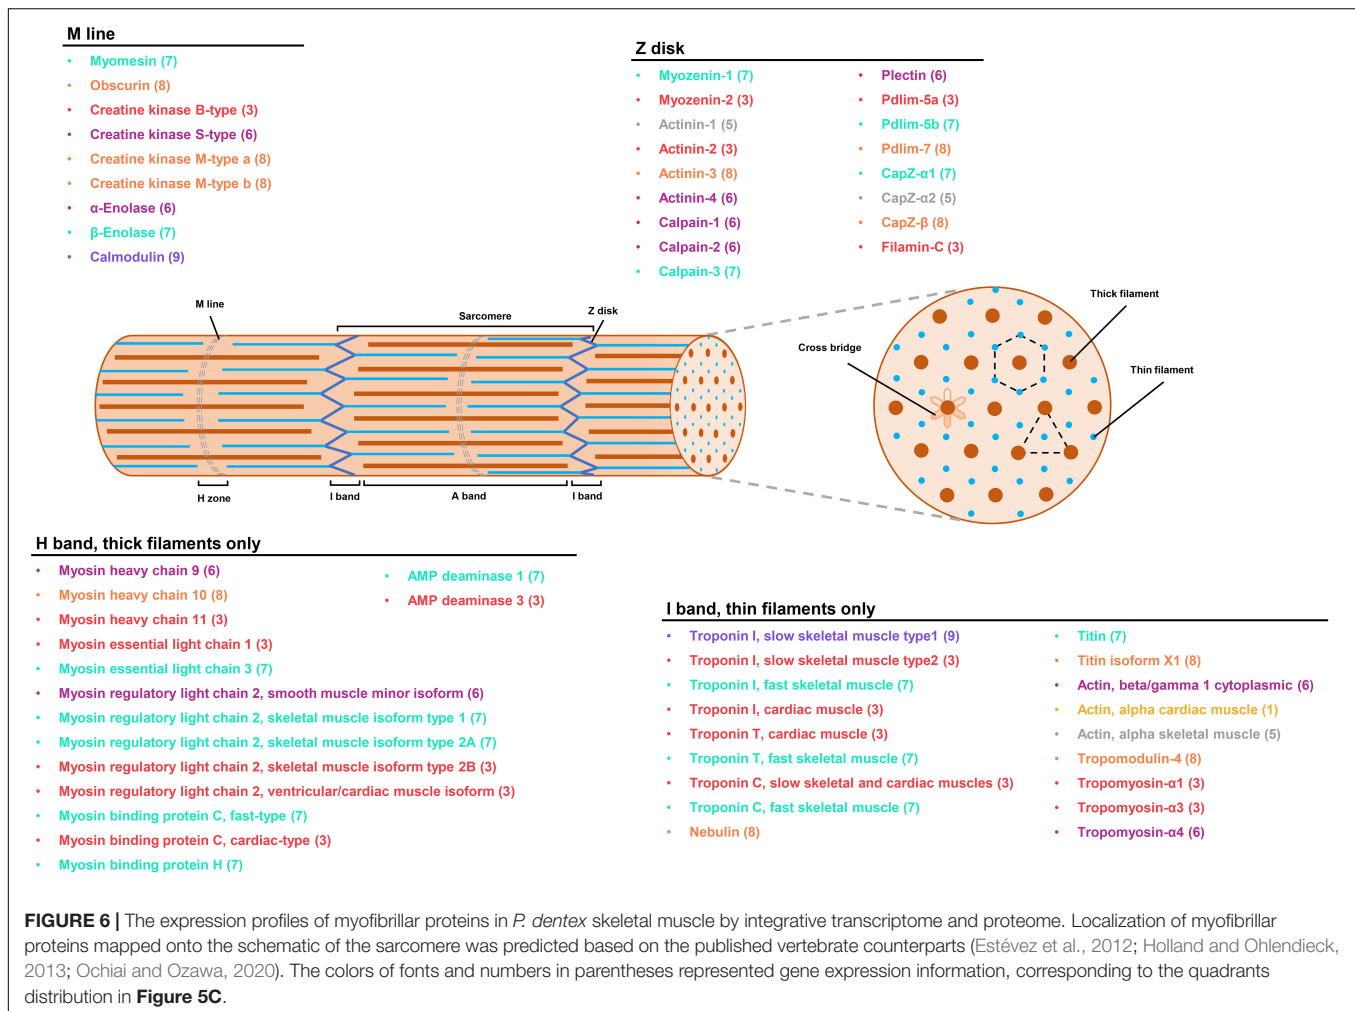 M line
• Myomesin (7)
• Obscurin (8)
• Creatine kinase B-type (3)
• Creatine kinase S-type (6)
• Creatine kinase M-type a (8)
• Creatine kinase M-type b (8)
• α-Enolase (6)
• β-Enolase (7)
• Calmodulin (9)
Z disk
• Myozenin-1 (7)
• Myozenin-2 (3)
• Actinin-1 (5)
• Actinin-2 (3)
• Actinin-3 (8)
• Actinin-4 (6)
• Calpain-1 (6)
• Calpain-2 (6)
• Calpain-3 (7)
• Plectin (6)
• Pdlim-5a (3)
• Pdlim-5b (7)
• Pdlim-7 (8)
• CapZ-α1 (7)
• CapZ-α2 (5)
• CapZ-β (8)
• Filamin-C (3)
M line
Sarcomere
Z disk
H zone
I band
A band
I band
Thick filament
Cross bridge
Thin filament
H band, thick filaments only
• Myosin heavy chain 9 (6)
• Myosin heavy chain 10 (8)
• Myosin heavy chain 11 (3)
• Myosin essential light chain 1 (3)
• Myosin essential light chain 3 (7)
• Myosin regulatory light chain 2, smooth muscle minor isoform (6)
• Myosin regulatory light chain 2, skeletal muscle isoform type 1 (7)
• Myosin regulatory light chain 2, skeletal muscle isoform type 2A (7)
• Myosin regulatory light chain 2, skeletal muscle isoform type 2B (3)
• Myosin regulatory light chain 2, ventricular/cardiac muscle isoform (3)
• Myosin binding protein C, fast-type (7)
• Myosin binding protein C, cardiac-type (3)
• Myosin binding protein H (7)
• AMP deaminase 1 (7)
• AMP deaminase 3 (3)
I band, thin filaments only
• Troponin I, slow skeletal muscle type1 (9)
• Troponin I, slow skeletal muscle type2 (3)
• Troponin I, fast skeletal muscle (7)
• Troponin I, cardiac muscle (3)
• Troponin T, cardiac muscle (3)
• Troponin T, fast skeletal muscle (7)
• Troponin C, slow skeletal and cardiac muscles (3)
• Troponin C, fast skeletal muscle (7)
• Nebulin (8)
• Titin (7)
• Titin isoform X1 (8)
• Actin, beta/gamma 1 cytoplasmic (6)
• Actin, alpha cardiac muscle (1)
• Actin, alpha skeletal muscle (5)
• Tropomodulin-4 (8)
• Tropomyosin-α1 (3)
• Tropomyosin-α3 (3)
• Tropomyosin-α4 (6)
FIGURE 6 | The expression profiles of myofibrillar proteins in P. dentex skeletal muscle by integrative transcriptome and proteome. Localization of myofibrillar
proteins mapped onto the schematic of the sarcomere was predicted based on the published vertebrate counterparts (Estévez et al., 2012; Holland and Ohlendieck,
2013; Ochiai and Ozawa, 2020). The colors of fonts and numbers in parentheses represented gene expression information, corresponding to the quadrants
distribution in Figure 5C.